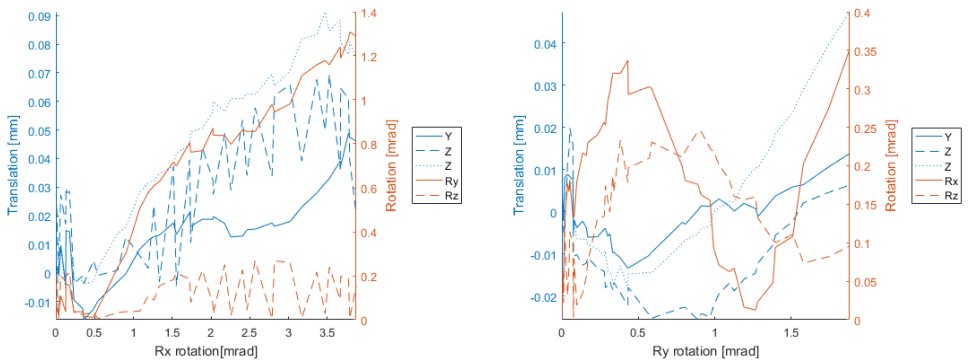 0.09
0.08
0.07
0.06
0.05
0.04
0.03
0.02
0.01
0
-0.01
Translation [mm]
0
0.5
1
1.5
2
2.5
3
3.5
Rx rotation[mrad]
1.4
1.2
1
0.8
0.6
0.4
0.2
0
Rotation [mrad]
Y
Z
Z
Ry
Rz
0.04
0.02
0.01
0
-0.01
-0.02
Translation [mm]
0
0.5
1
1.5
Ry rotation [mrad]
0.4
0.35
0.3
0.25
0.2
0.15
0.1
0.05
0
Rotation [mrad]
Y
Z
Z
Rx
Rz